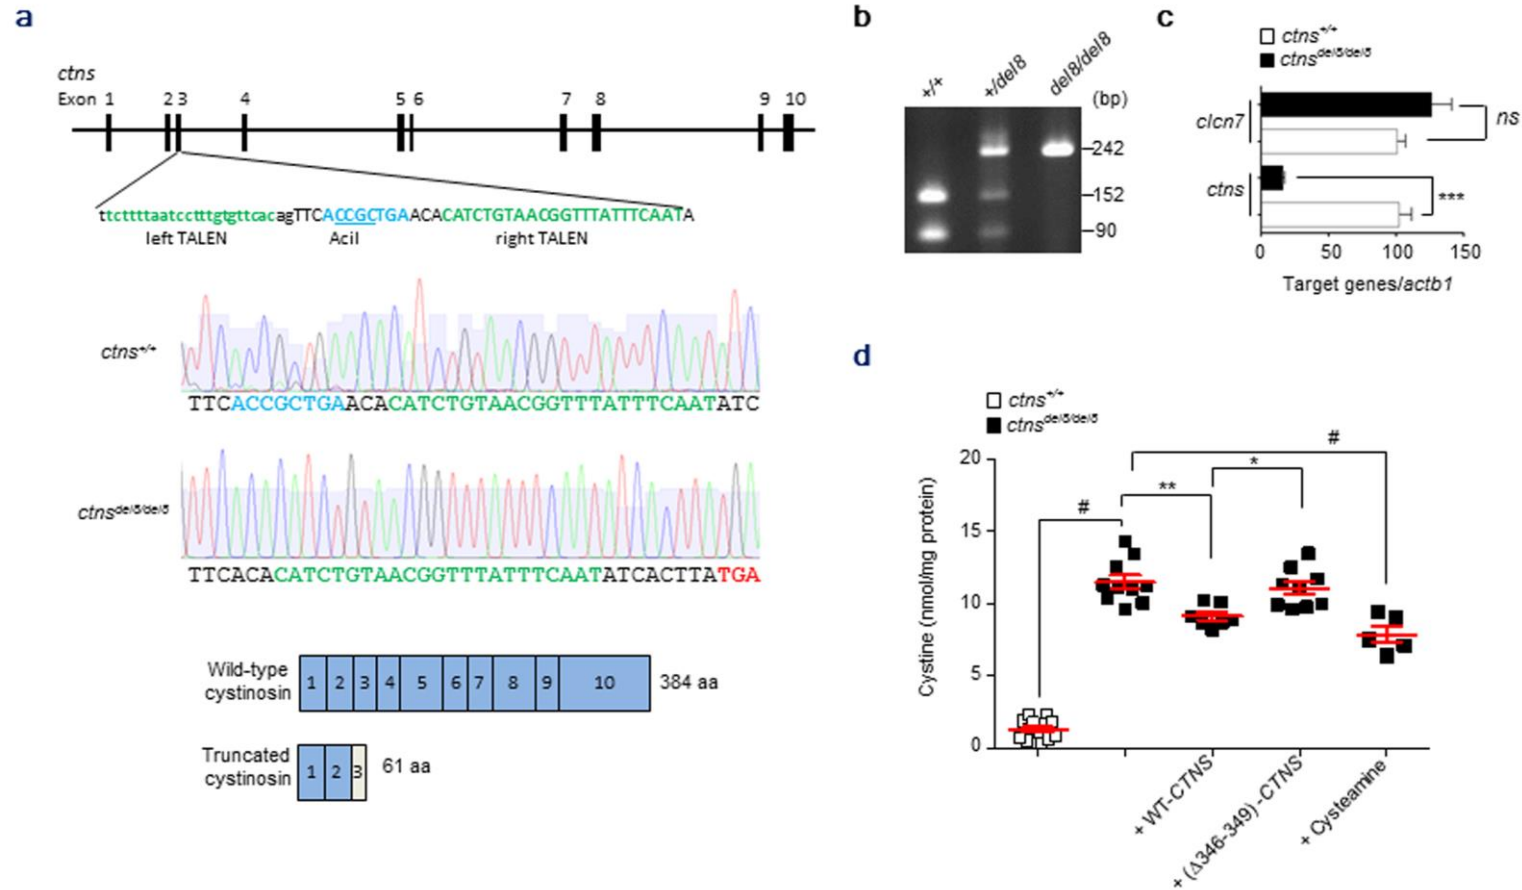 a
ctns
Exon 1 2 3 4 5 6 7 8 9 10
ttcttttaatcctttgtgttcacagTTCACCGCTGAACACATCTGTAACGGTTTATTTCAATA
left TALEN AciI right TALEN
ctns+/+
TTCACCGCTGAACACATCTGTAACGGTTTATTTCAATATC
ctnsdel8/del8
TTCACACATCTGTAACGGTTTATTTCAATATCACTTATGA
Wild-type
cystinosin
1 2 3 4 5 6 7 8 9 10
384 aa
Truncated
cystinosin
1 2 3
61 aa
b
+/+ +/del8 del8/del8
(bp)
242
152
90
c
ctns+/+
ctnsdel8/del8
clcn7
ns
ctns
***
0 50 100 150
Target genes/actb1
d
ctns+/+
ctnsdel8/del8
Cystine (nmol/mg protein)
20
15
10
5
0
#
**
*
#
+ WT-CTNS
+ (Δ346-349) -CTNS
+ Cysteamine